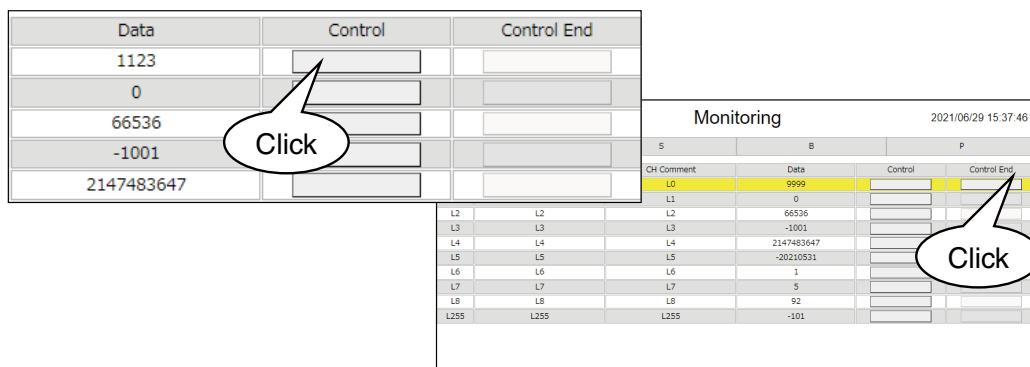 Data Control Control End
1123
0
66536
-1001
2147483647
Click
Monitoring 2021/06/29 15:37:46
S B P
CH Comment Data Control Control End
L0 9999
L1 0
L2 L2 L2 66536
L3 L3 L3 -1001
L4 L4 L4 2147483647
L5 L5 L5 -20210531
L6 L6 L6 1
L7 L7 L7 5
L8 L8 L8 92
L255 L255 L255 -101
Click